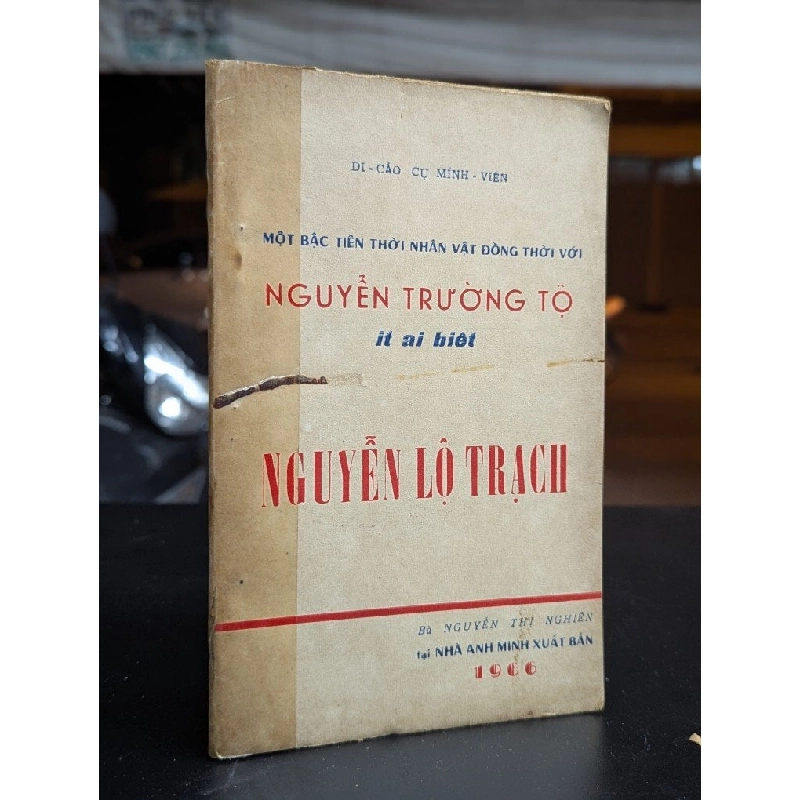 DI - CẢO CỤ MINH - VIÊN
MỘT BẬC TIÊN THỜI NHÂN VẬT ĐỒNG THỜI VỚI
NGUYỄN TRƯỜNG TỘ
ít ai biết
NGUYỄN LỘ TRẠCH
Bà NGUYỄN THỊ NGHIÊN
tại NHÀ ANH MINH XUẤT BẢN
1966